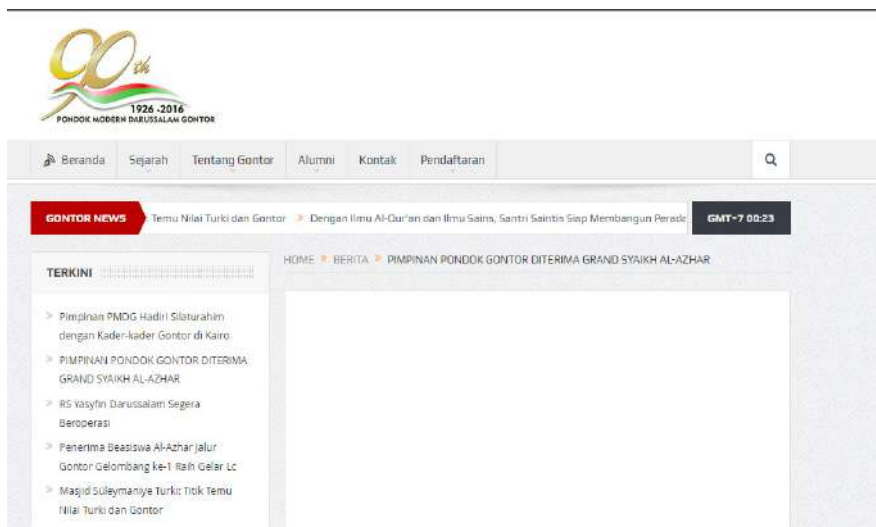 90th
1926 -2016
PONDOK MODERN DARUSSALAM GONTOR
Beranda Sejarah Tentang Gontor Alumni Kontak Pendaftaran
GONTOR NEWS : Temu Nilai Turki dan Gontor » Dengan Ilmu Al-Qur'an dan Ilmu Sains, Santri Saintis Siap Membangun Perade GMT+7 00:23
HOME » BERITA » PIMPINAN PONDOK GONTOR DITERIMA GRAND SYAIKH AL-AZHAR
TERKINI
» Pimpinan PMDG Hadiri Silaturahim
dengan Kader-kader Gontor di Kairo
» PIMPINAN PONDOK GONTOR DITERIMA
GRAND SYAIKH AL-AZHAR
» RS Yasyfin Darussalam Segera
Beroperasi
» Penerima Beasiswa Al-Azhar Jalur
Gontor Gelombang ke-1 Raih Gelar Lc
» Masjid Süleymaniye Turki: Titik Temu
Nilai Turki dan Gontor